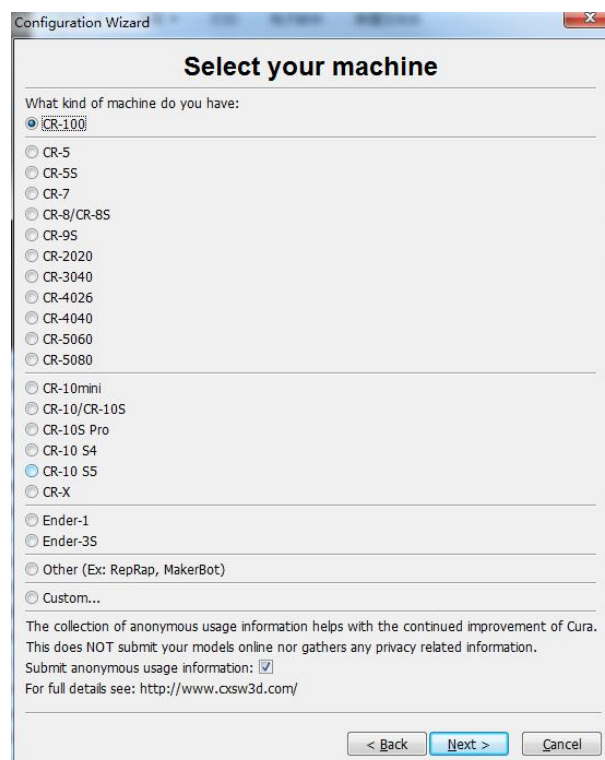 Configuration Wizard
Select your machine
What kind of machine do you have:
CR-100
CR-5
CR-5S
CR-7
CR-8/CR-8S
CR-9S
CR-2020
CR-3040
CR-4026
CR-4040
CR-5060
CR-5080
CR-10mini
CR-10/CR-10S
CR-10S Pro
CR-10 S4
CR-10 S5
CR-X
Ender-1
Ender-3S
Other (Ex: RepRap, MakerBot)
Custom...
The collection of anonymous usage information helps with the continued improvement of Cura.
This does NOT submit your models online nor gathers any privacy related information.
Submit anonymous usage information:
For full details see: http://www.cxsw3d.com/
< Back Next > Cancel